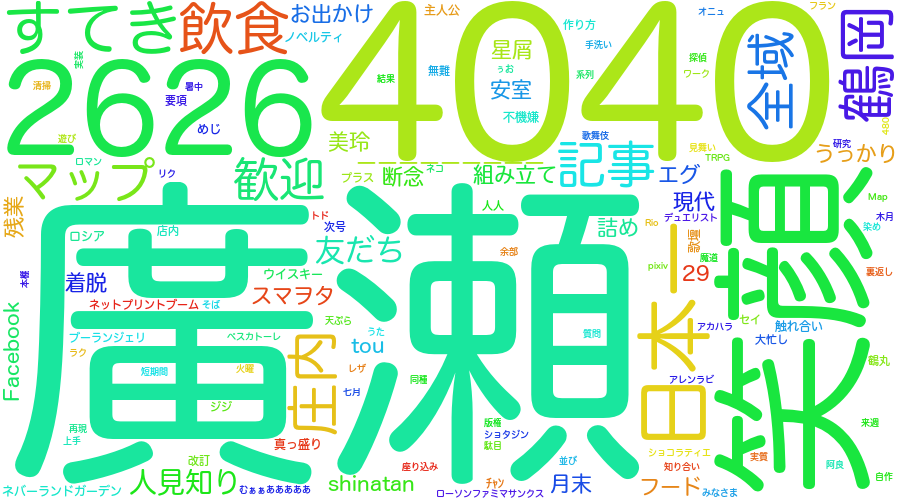 すてき
飲食
お出かけ
ノベルティ
主人公
4040
2626
清掃
実装
暑中
要項
めじ
遊び
結果
無難
星屑
ぅお
安室
不機嫌
作り方
手洗い
系列
歌舞伎
オニュ
フラン
探偵
ワーク
全域
鶴岡
見舞い
TRPG
研究
うっかり
マップ
ロマン
リク
歓迎
美玲
プラス
断念
ネコ
組み立て
記事
エグ
現代
デュエリスト
Map
木月
染め
残業
ロシア
店内
トド
次号
人人
友だち
余部
詰め
Rio
歌選
魔道
pixiv
29
裏返し
本種
着脱
ウイスキー
スマヲタ
ネットプリントブーム
そば
廣瀬
日本一
笑顔
セイ
触れ合い
大忙し
アカハラ
Facebook
ブーランジェリ
ラク
ベスカトーレ
天ぷら
うた
tou
質問
庄内
火曜
レザ
短期間
七月
同種
アレンラビ
鶴丸
ジジ
再現
上手
版権
ショタジン
駄目
来週
真っ盛り
改訂
人見知り
座り込み
並び
ショコラティエ
知り合い
実質
阿良
自作
ネバーランドガーデン
むぁぁあああああ
shinatan
ﾁｬﾝ
ローソンファミマサンクス
月末
フード
みなさま